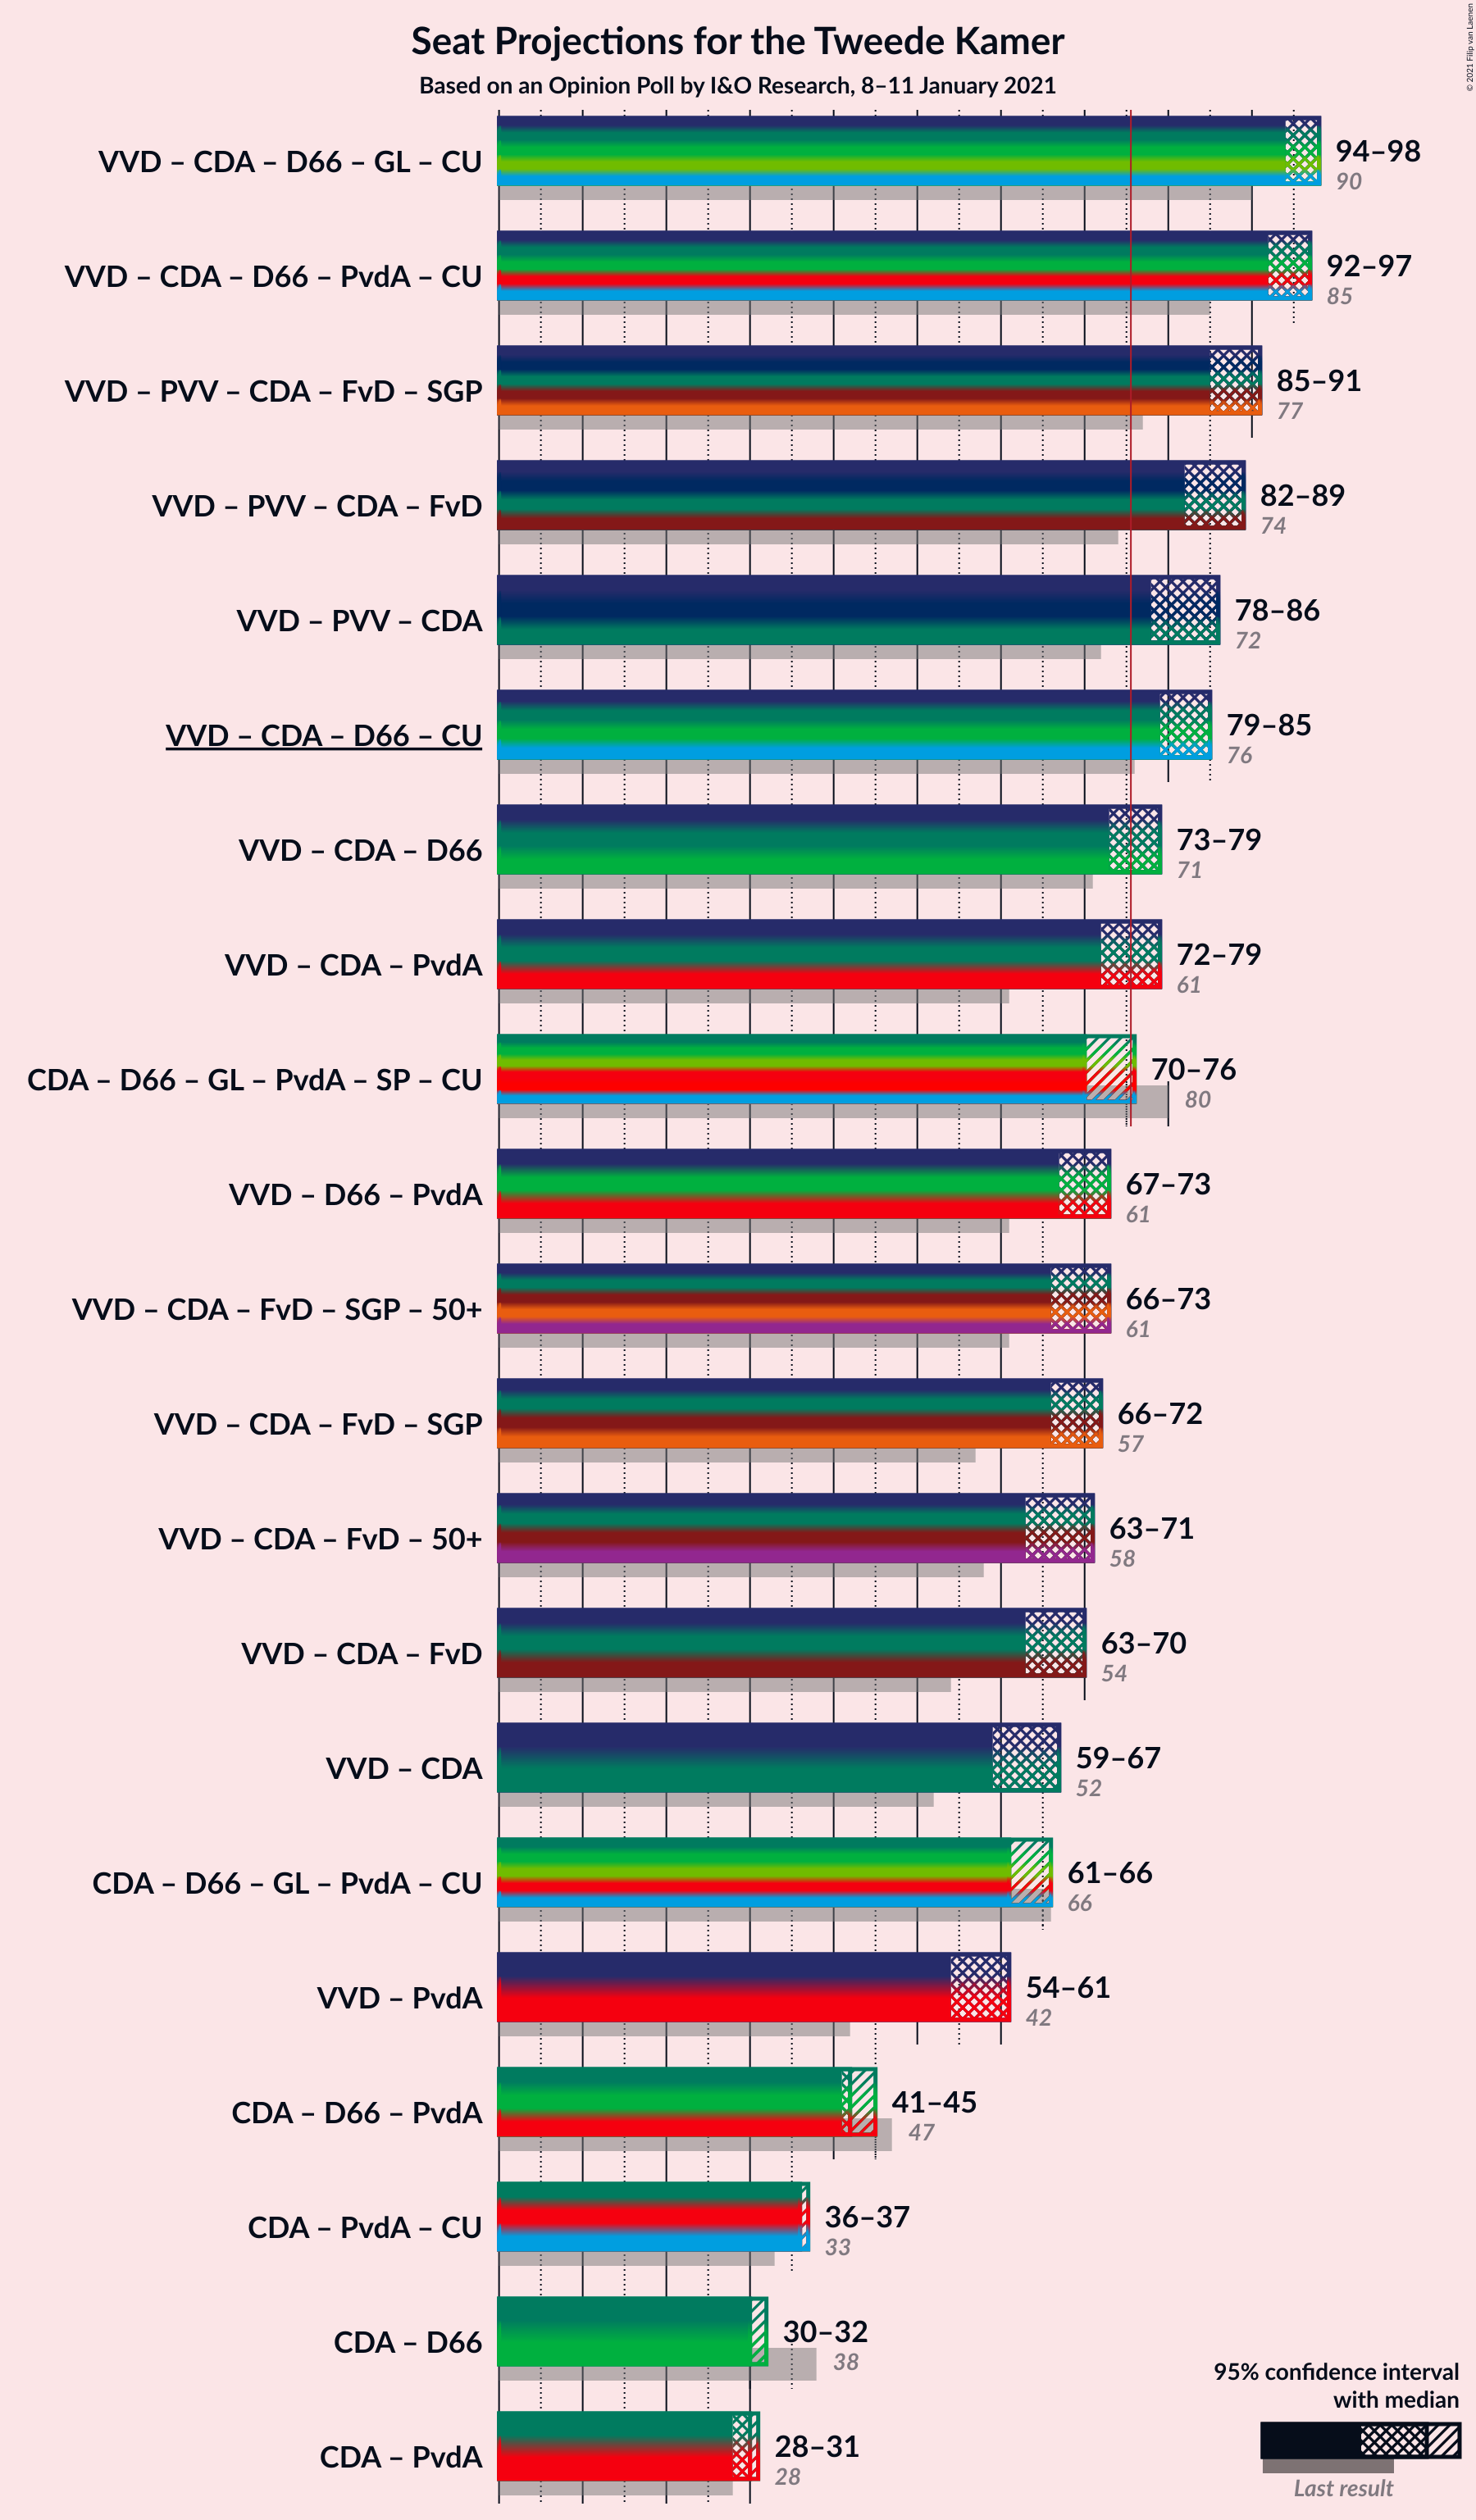 Seat Projections for the Tweede Kamer
Based on an Opinion Poll by I&O Research, 8–11 January 2021
© 2021 Filip van Laenen
VVD – CDA – D66 – GL – CU
94–98
90
VVD – CDA – D66 – PvdA – CU
92–97
85
VVD – PVV – CDA – FvD – SGP
85–91
77
VVD – PVV – CDA – FvD
82–89
74
VVD – PVV – CDA
78–86
72
VVD – CDA – D66 – CU
79–85
76
VVD – CDA – D66
73–79
71
VVD – CDA – PvdA
72–79
61
CDA – D66 – GL – PvdA – SP – CU
70–76
80
VVD – D66 – PvdA
67–73
61
VVD – CDA – FvD – SGP – 50+
66–73
61
VVD – CDA – FvD – SGP
66–72
57
VVD – CDA – FvD – 50+
63–71
58
VVD – CDA – FvD
63–70
54
VVD – CDA
59–67
52
CDA – D66 – GL – PvdA – CU
61–66
66
VVD – PvdA
54–61
42
CDA – D66 – PvdA
41–45
47
CDA – PvdA – CU
36–37
33
CDA – D66
30–32
38
CDA – PvdA
28–31
28
95% confidence interval
with median
Last result